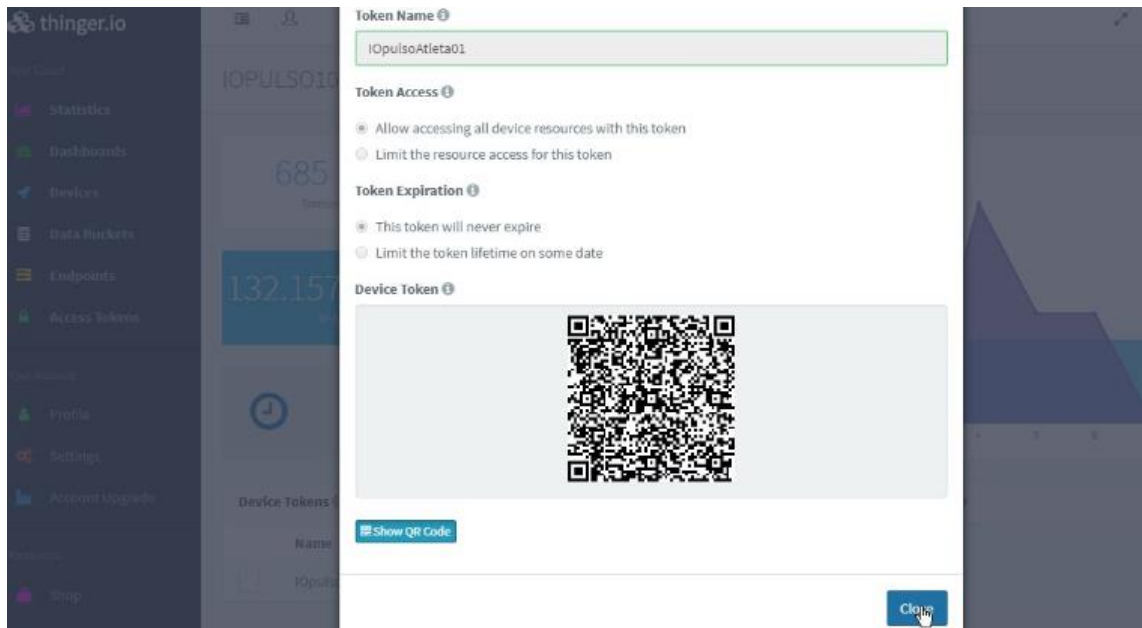 thinger.io
Statistics
Dashboards
Devices
Data Buckets
Endpoints
Access Tokens
Profile
Settings
Account Upgrade
Shop
IOPULSO10
685
132.157
Device Tokens
Name
Token Name
IOpulsoAtleta01
Token Access
Allow accessing all device resources with this token
Limit the resource access for this token
Token Expiration
This token will never expire
Limit the token lifetime on some date
Device Token
Show QR Code
Close